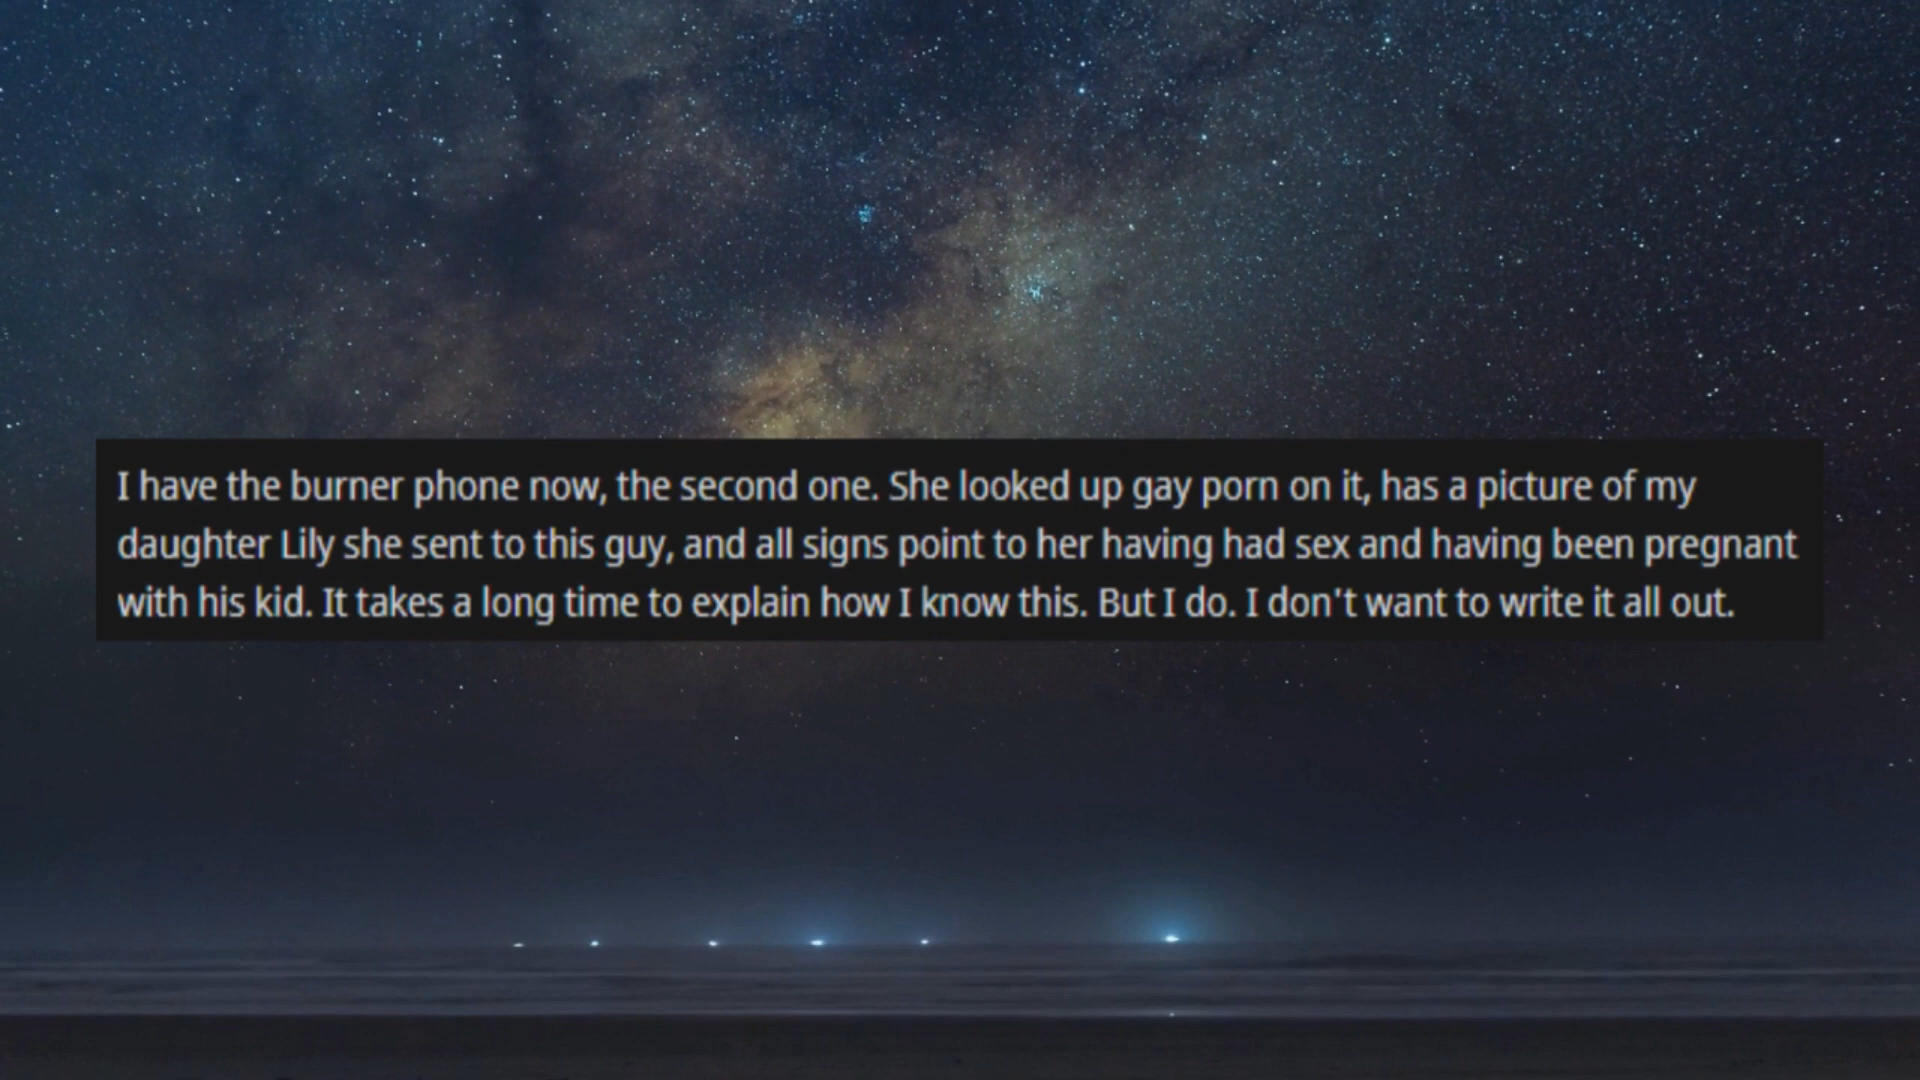 I have the burner phone now, the second one. She looked up gay porn on it, has a picture of my
daughter Lily she sent to this guy, and all signs point to her having had sex and having been pregnant
with his kid. It takes a long time to explain how I know this. But I do. I don't want to write it all out.